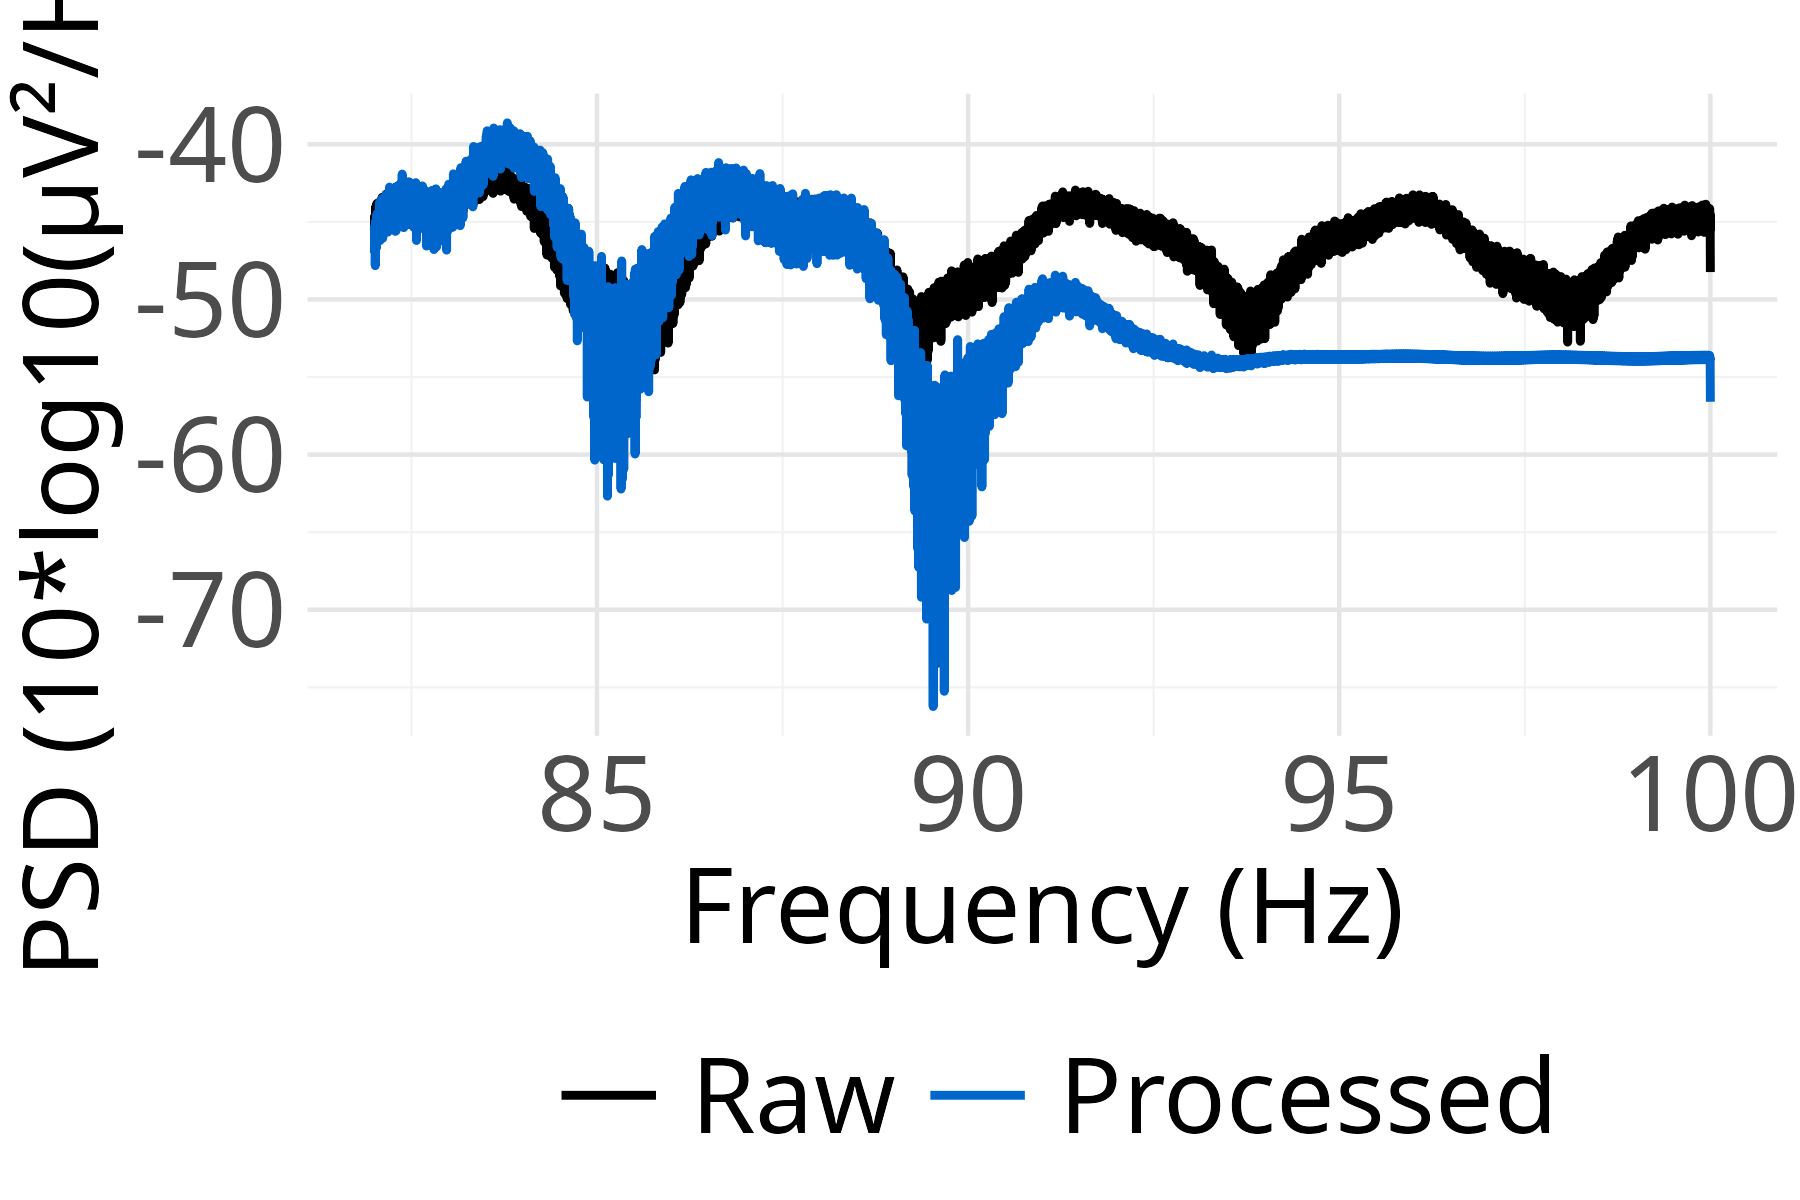 PSD (10*log10(µV²/H
-40
-50
-60
-70
85 90 95 100
Frequency (Hz)
Raw Processed